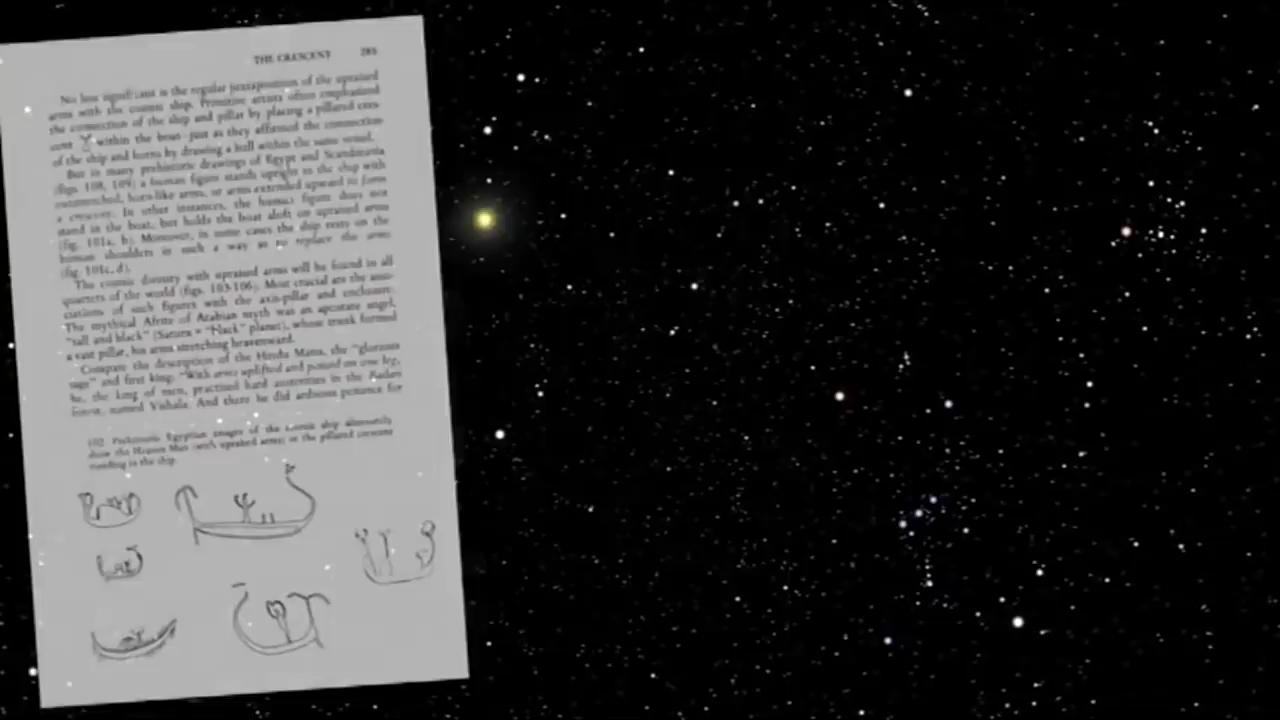 THE CRESCENT 285
No less significant is the regular juxtaposition of the upraised
arms with the cosmic ship. Primitive artists often emphasized
the connection of the ship and pillar by placing a pillared cres-
cent within the boat just as they affirmed the connection
of the ship and horns by drawing a bull within the same vessel.
But in many prehistoric drawings of Egypt and Scandinavia
(figs. 108, 109) a human figure stands upright in the ship with
outstretched, horn-like arms, or arms extended upward to form
a crescent. In other instances, the human figure does not
stand in the boat, but holds the boat aloft on upraised arms
(fig. 101a, b). Moreover, in some cases the ship rests on the
human shoulders in such a way as to replace the arms
(fig. 101c, d).
The cosmic divinity with upraised arms will be found in all
quarters of the world (figs. 103-106). Most crucial are the asso-
ciations of such figures with the axis-pillar and enclosure.
The mythical Afrite of Arabian myth was an apostate angel,
"tall and black" (Saturn = "black" planet), whose trunk formed
a vast pillar, his arms stretching heavenward.
Compare the description of the Hindu Manu, the "glorious
sage" and first king: "With arms uplifted and poised on one leg,
he, the king of men, practised hard austerities in the Badari
forest, named Vishala. And there he did arduous penance for
102. Prehistoric Egyptian images of the cosmic ship alternately
show the Heaven Man (with upraised arms) or the pillared crescent
standing in the ship.